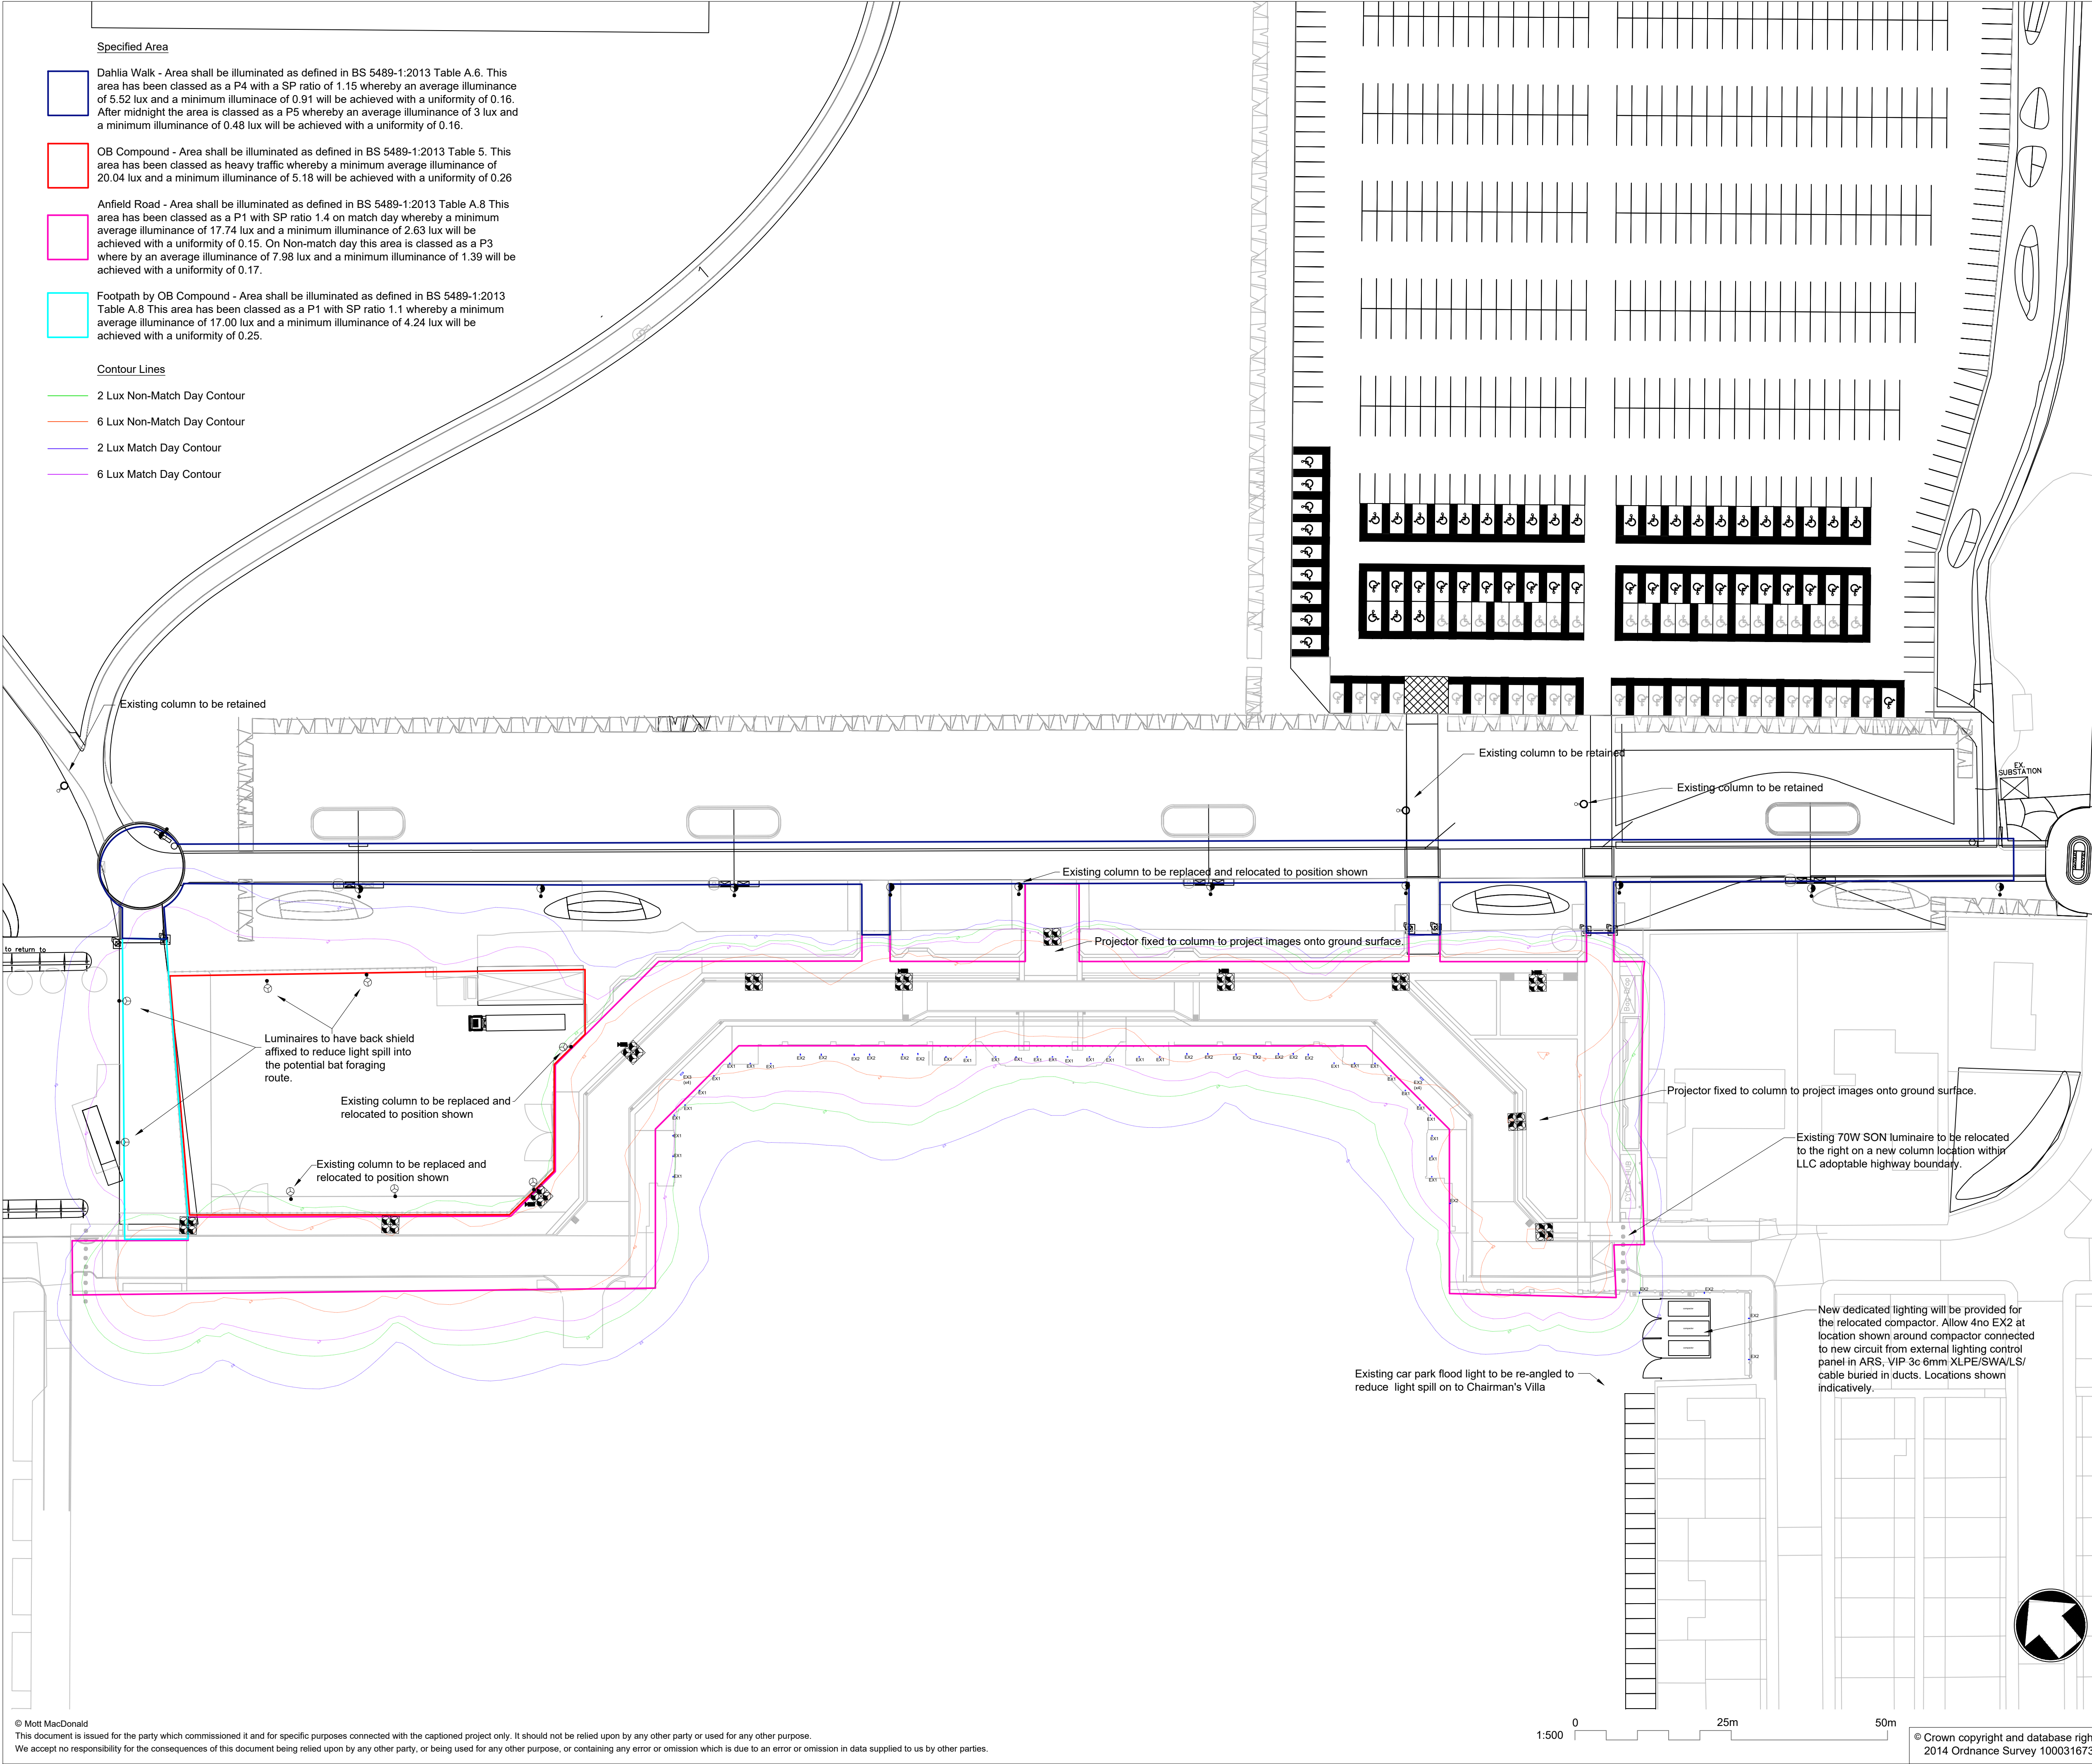 Specified Area
Dahlia Walk - Area shall be illuminated as defined in BS 5489-1:2013 Table A.6. This
area has been classed as a P4 with a SP ratio of 1.15 whereby an average illuminance
of 5.52 lux and a minimum illuminace of 0.91 will be achieved with a uniformity of 0.16.
After midnight the area is classed as a P5 whereby an average illuminance of 3 lux and
a minimum illuminance of 0.48 lux will be achieved with a uniformity of 0.16.
OB Compound - Area shall be illuminated as defined in BS 5489-1:2013 Table 5. This
area has been classed as heavy traffic whereby a minimum average illuminance of
20.04 lux and a minimum illuminance of 5.18 will be achieved with a uniformity of 0.26
Anfield Road - Area shall be illuminated as defined in BS 5489-1:2013 Table A.8 This
area has been classed as a P1 with SP ratio 1.4 on match day whereby a minimum
average illuminance of 17.74 lux and a minimum illuminance of 2.63 lux will be
achieved with a uniformity of 0.15. On Non-match day this area is classed as a P3
where by an average illuminance of 7.98 lux and a minimum illuminance of 1.39 will be
achieved with a uniformity of 0.17.
Footpath by OB Compound - Area shall be illuminated as defined in BS 5489-1:2013
Table A.8 This area has been classed as a P1 with SP ratio 1.1 whereby a minimum
average illuminance of 17.00 lux and a minimum illuminance of 4.24 lux will be
achieved with a uniformity of 0.25.
Contour Lines
2 Lux Non-Match Day Contour
6 Lux Non-Match Day Contour
2 Lux Match Day Contour
6 Lux Match Day Contour
Existing column to be retained
Existing column to be retained
Existing column to be retained
EX.
SUBSTATION
Existing column to be replaced and relocated to position shown
Projector fixed to column to project images onto ground surface.
to return to
Luminaires to have back shield
affixed to reduce light spill into
the potential bat foraging
route.
Existing column to be replaced and
relocated to position shown
Existing column to be replaced and
relocated to position shown
Projector fixed to column to project images onto ground surface.
Existing 70W SON luminaire to be relocated
to the right on a new column location within
LLC adoptable highway boundary.
New dedicated lighting will be provided for
the relocated compactor. Allow 4no EX2 at
location shown around compactor connected
to new circuit from external lighting control
panel in ARS, VIP 3c 6mm XLPE/SWA/LS/
cable buried in ducts. Locations shown
indicatively.
Existing car park flood light to be re-angled to
reduce light spill on to Chairman's Villa
© Mott MacDonald
This document is issued for the party which commissioned it and for specific purposes connected with the captioned project only. It should not be relied upon by any other party or used for any other purpose.
We accept no responsibility for the consequences of this document being relied upon by any other party, or being used for any other purpose, or containing any error or omission which is due to an error or omission in data supplied to us by other parties.
1:500
0 25m 50m
© Crown copyright and database righ
2014 Ordnance Survey 100031673